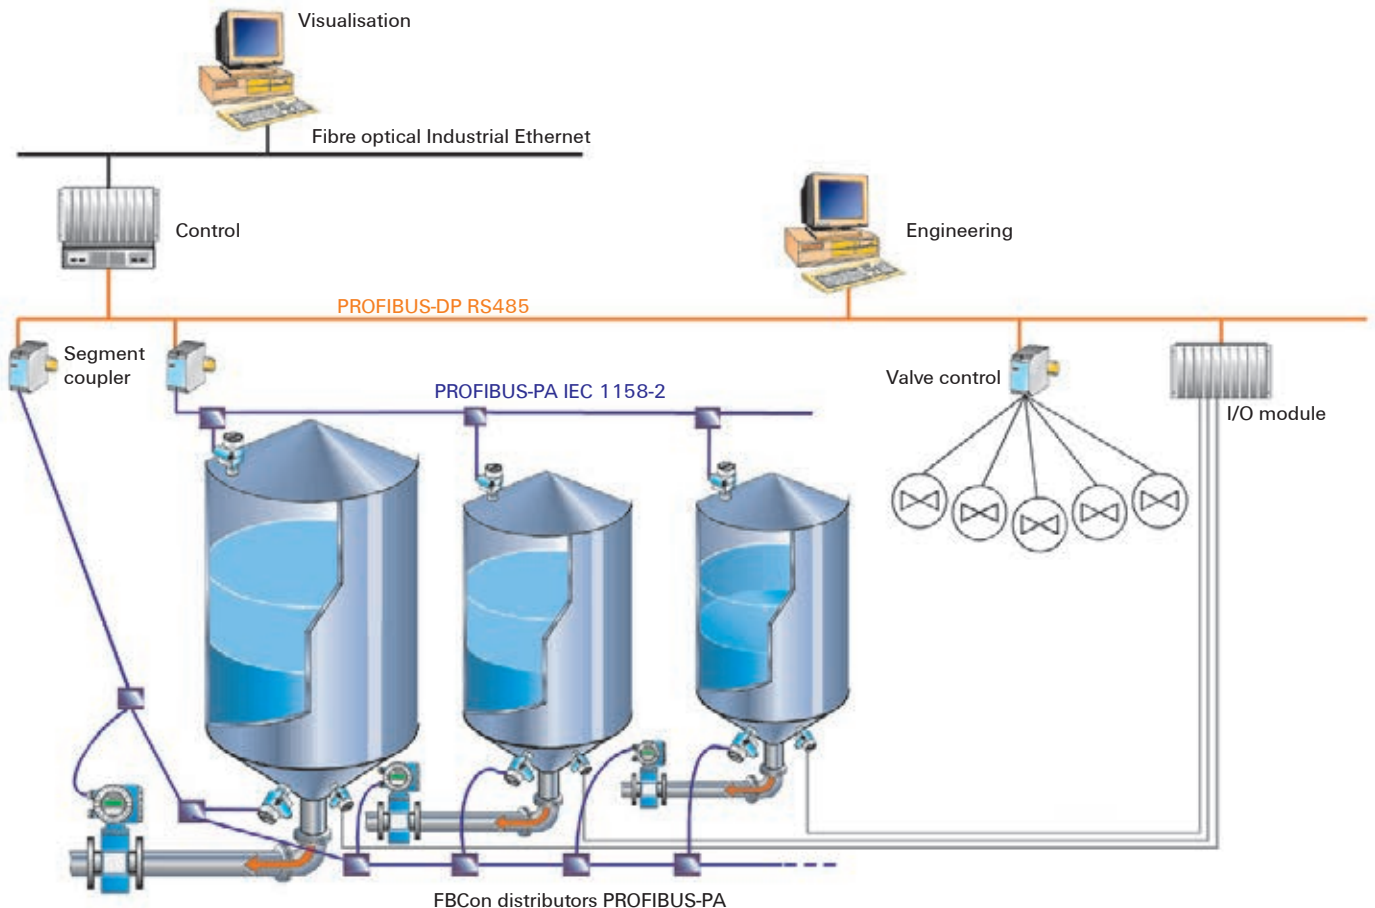 Visualisation
Fibre optical Industrial Ethernet
Control
Engineering
PROFIBUS-DP RS485
Segment
coupler
PROFIBUS-PA IEC 1158-2
Valve control
I/O module
FBCon distributors PROFIBUS-PA